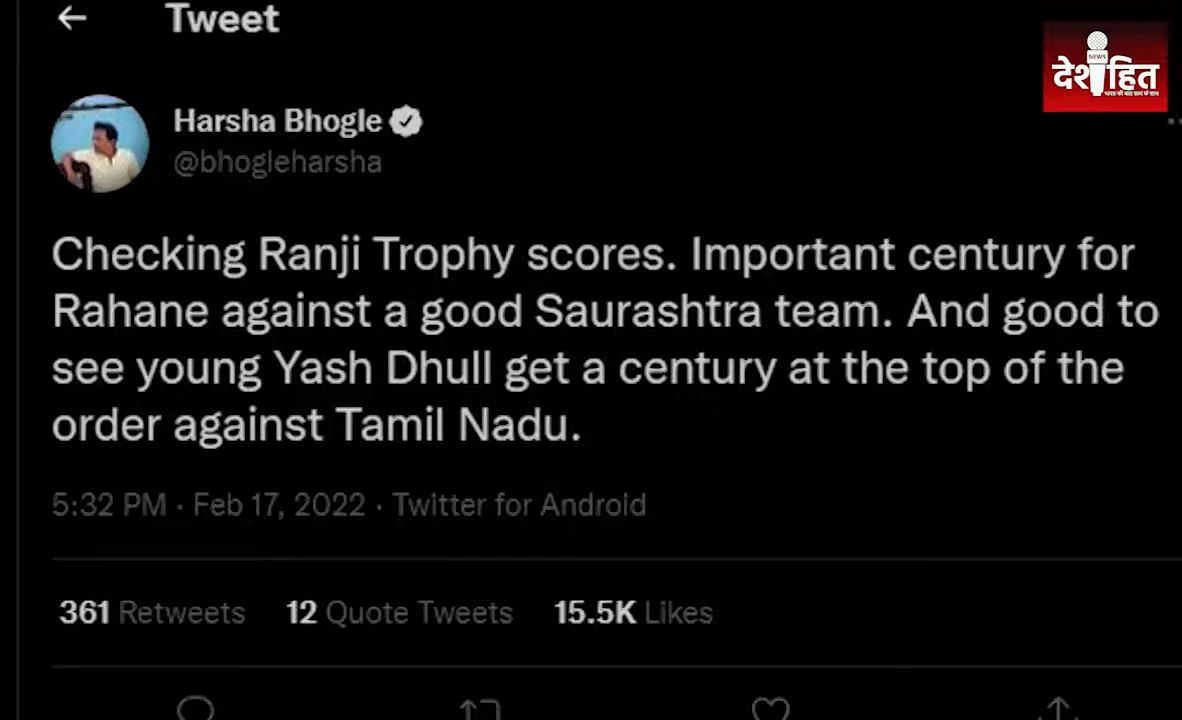 Tweet
NEWS
देशहित
Harsha Bhogle
@bhogleharsha
Checking Ranji Trophy scores. Important century for
Rahane against a good Saurashtra team. And good to
see young Yash Dhull get a century at the top of the
order against Tamil Nadu.
5:32 PM · Feb 17, 2022 · Twitter for Android
361 Retweets 12 Quote Tweets 15.5K Likes